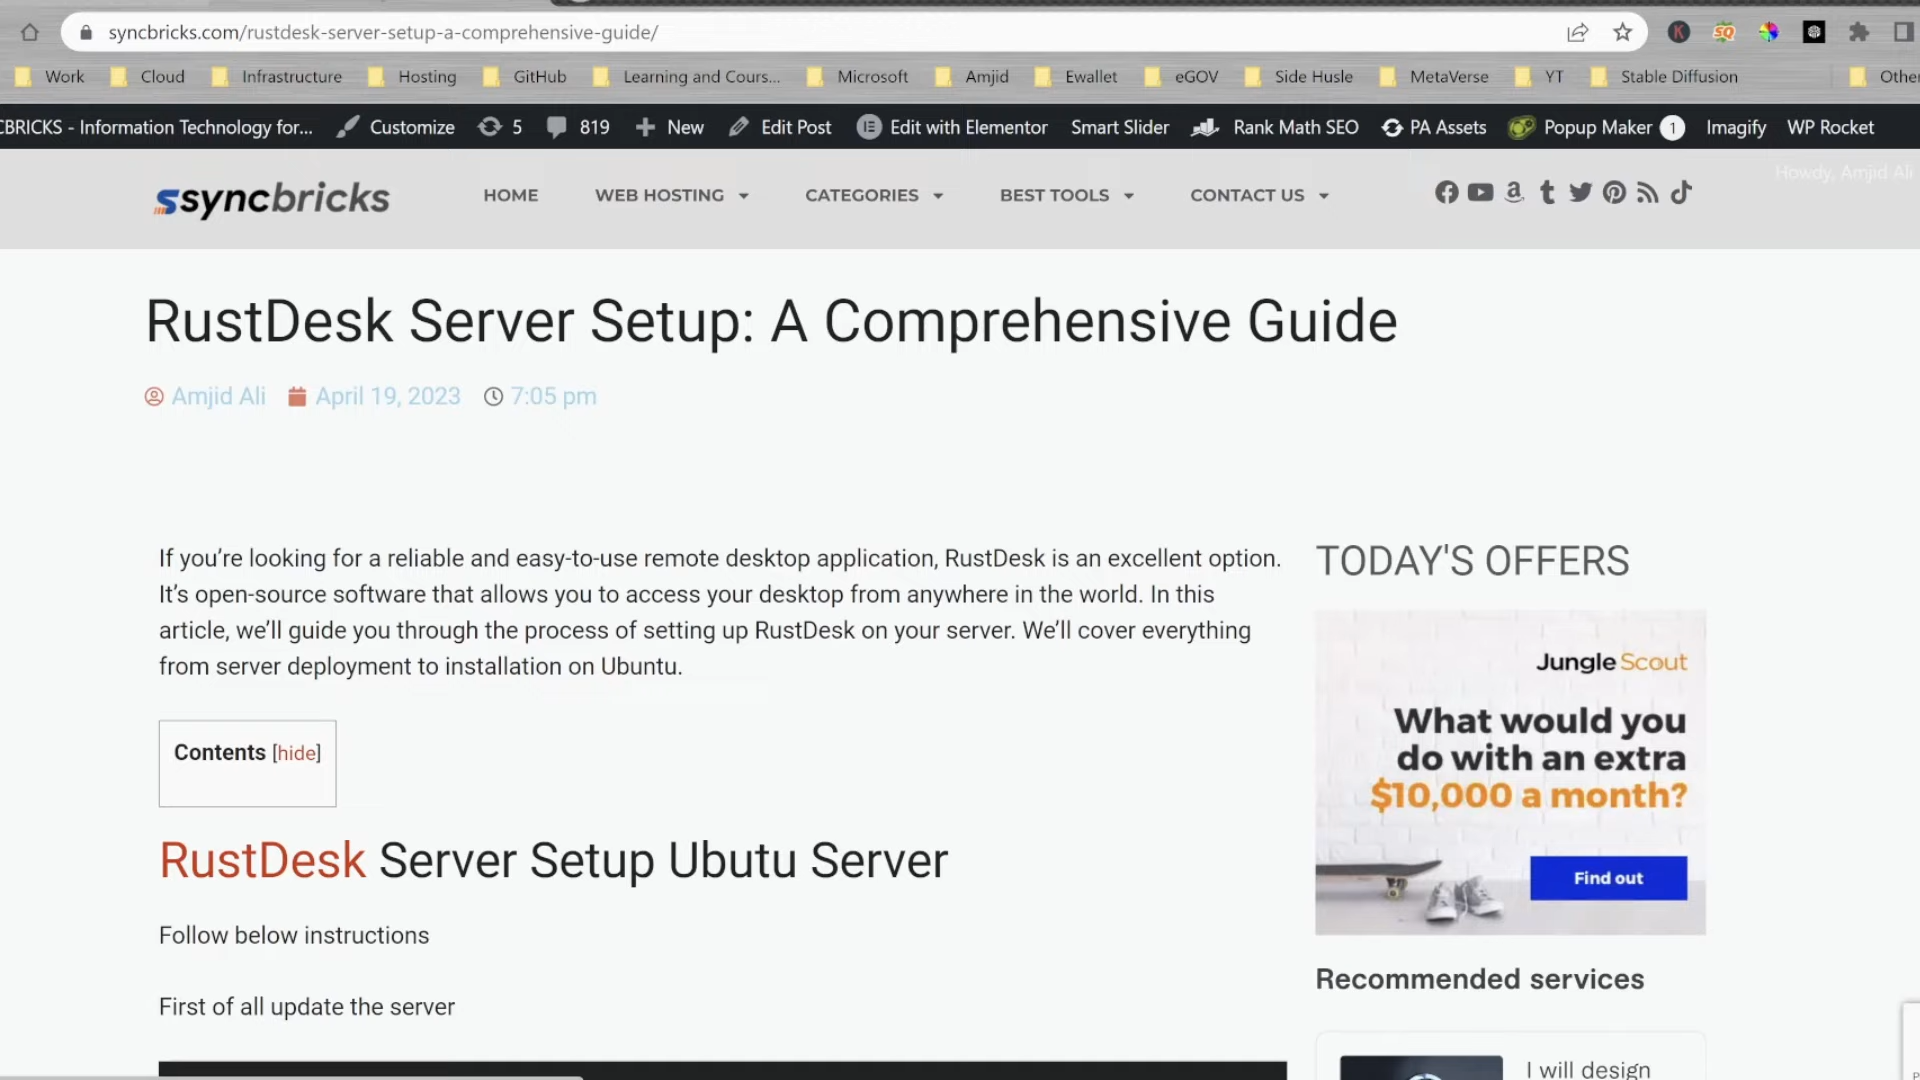 syncbricks.com/rustdesk-server-setup-a-comprehensive-guide/
K SQ
Work Cloud Infrastructure Hosting GitHub Learning and Cours... Microsoft Amjid Ewallet eGOV Side Husle MetaVerse YT Stable Diffusion Other
CBRICKS - Information Technology for... Customize 5 819 New Edit Post Edit with Elementor Smart Slider Rank Math SEO PA Assets Popup Maker 1 Imagify WP Rocket
Howdy, Amjid Ali
ssyncbricks HOME WEB HOSTING CATEGORIES BEST TOOLS CONTACT US
RustDesk Server Setup: A Comprehensive Guide
Amjid Ali April 19, 2023 7:05 pm
If you’re looking for a reliable and easy-to-use remote desktop application, RustDesk is an excellent option.
It’s open-source software that allows you to access your desktop from anywhere in the world. In this
article, we’ll guide you through the process of setting up RustDesk on your server. We’ll cover everything
from server deployment to installation on Ubuntu.
Contents [hide]
RustDesk Server Setup Ubutu Server
Follow below instructions
First of all update the server
TODAY'S OFFERS
Jungle Scout
What would you
do with an extra
$10,000 a month?
Find out
Recommended services
I will design